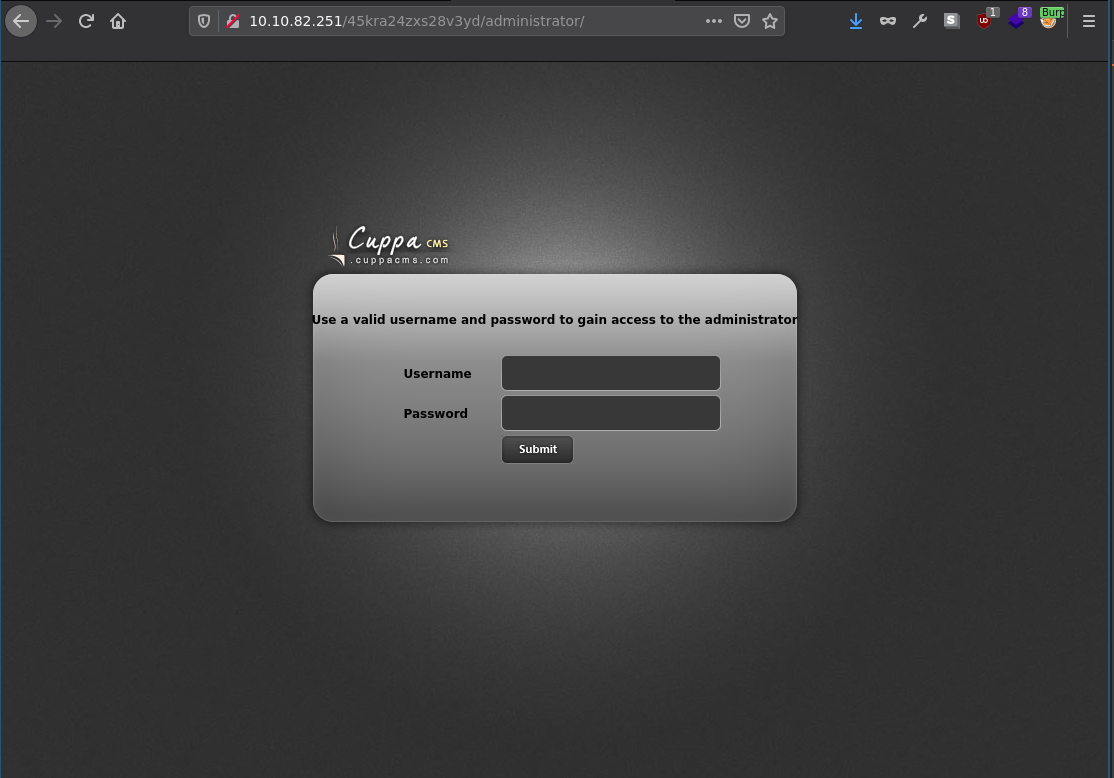 10.10.82.251/45kra24zxs28v3yd/administrator/
S
UD
1
8
Burp
Cuppa CMS
.cuppacms.com
Use a valid username and password to gain access to the administrator
Username
Password
Submit